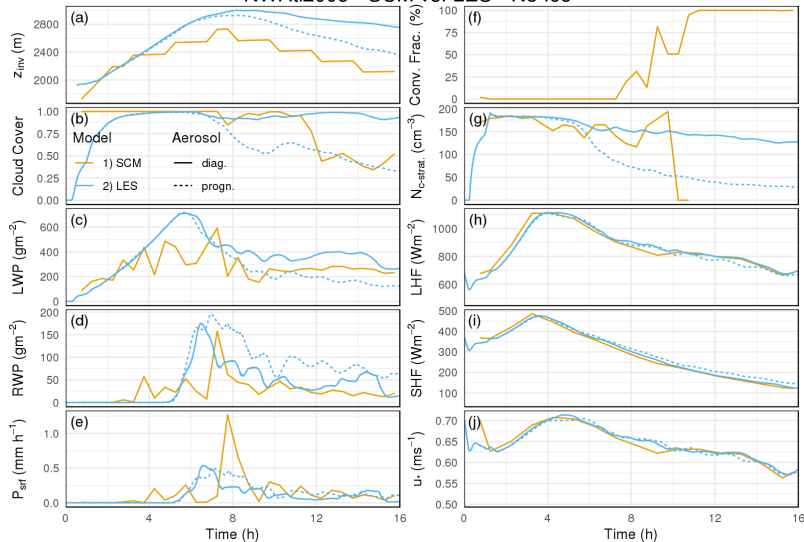 (a)
z_inv (m)
2800
2400
2000
(b)
Cloud Cover
1.00
0.75
0.50
0.25
0.00
Model
1) SCM
2) LES
Aerosol
diag.
progn.
(c)
LWP (gm⁻²)
600
400
200
0
(d)
RWP (gm⁻²)
200
150
100
50
0
(e)
P_srf (mm h⁻¹)
1.0
0.5
0.0
0 4 8 12 16
Time (h)
(f)
Conv. Frac. (%)
100
75
50
25
0
(g)
N_c-strat. (cm⁻³)
200
150
100
50
0
(h)
LHF (Wm⁻²)
1000
800
600
(i)
SHF (Wm⁻²)
500
400
300
200
100
(j)
u* (ms⁻¹)
0.70
0.65
0.60
0.55
0.50
0 4 8 12 16
Time (h)